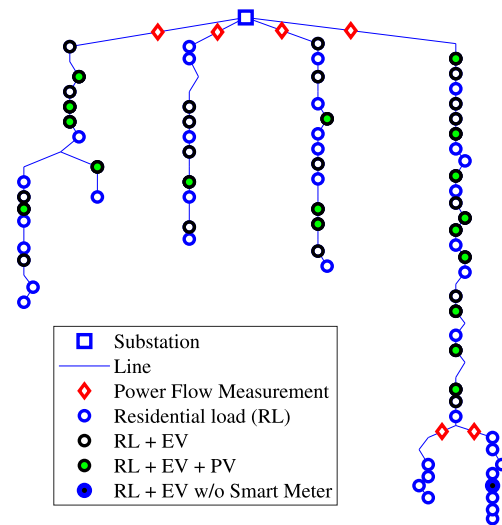 Substation
Line
Power Flow Measurement
Residential load (RL)
RL + EV
RL + EV + PV
RL + EV w/o Smart Meter